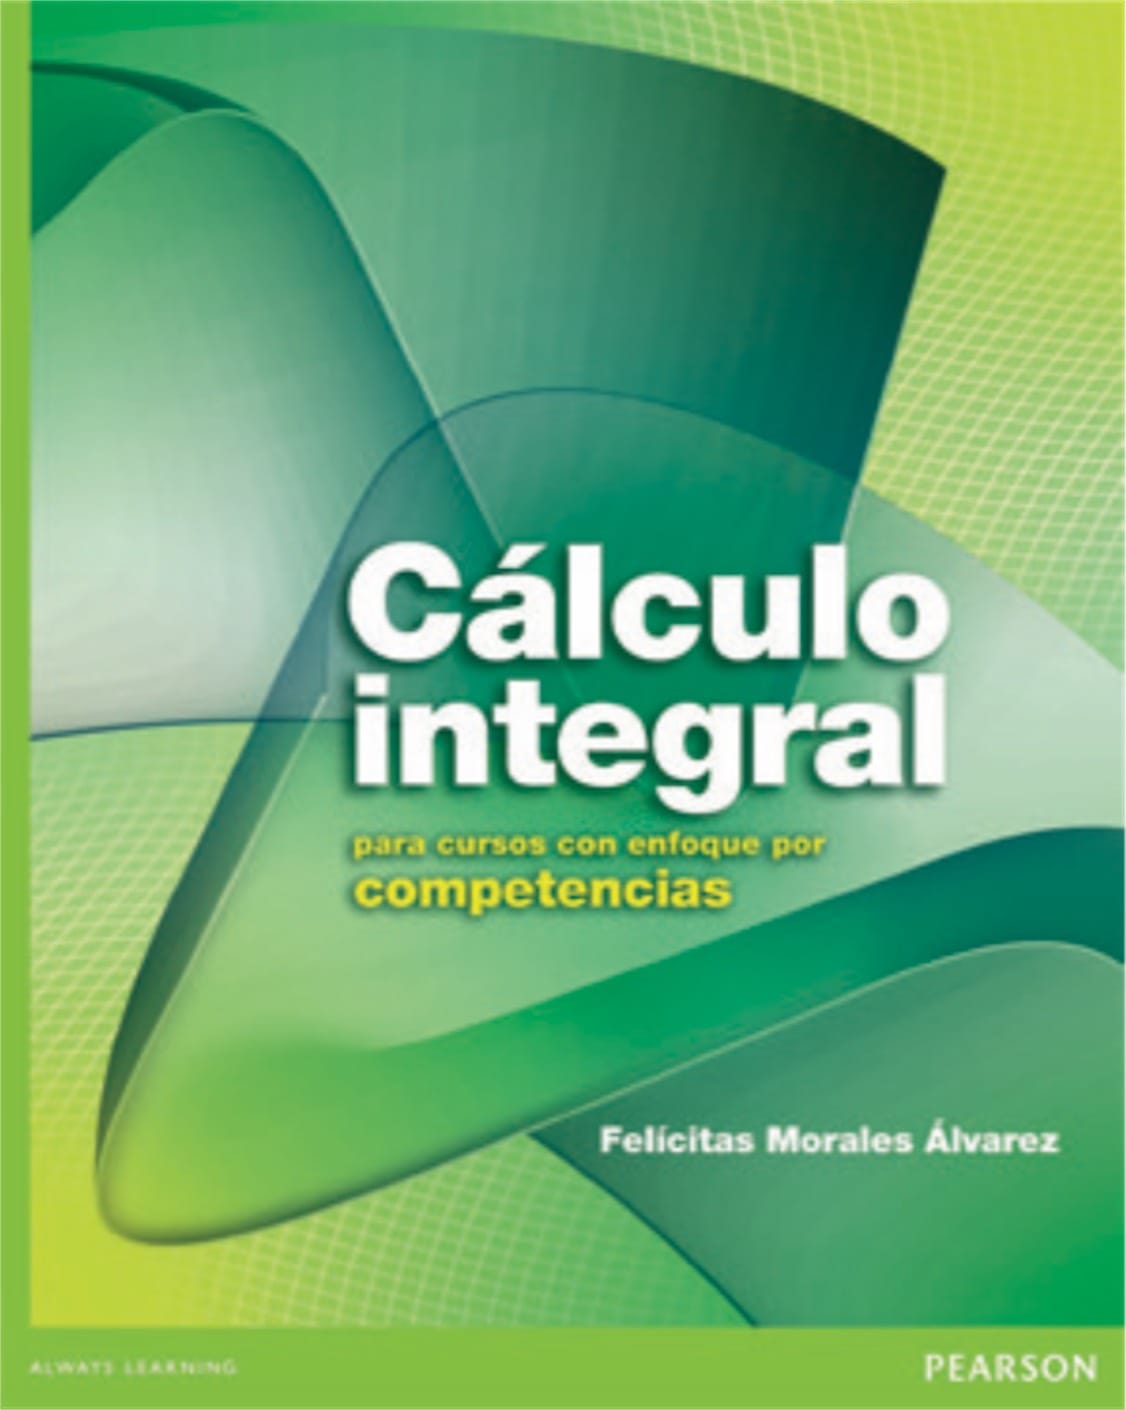 Cálculo
integral
para cursos con enfoque por
competencias
Felícitas Morales Álvarez
ALWAYS LEARNING
PEARSON